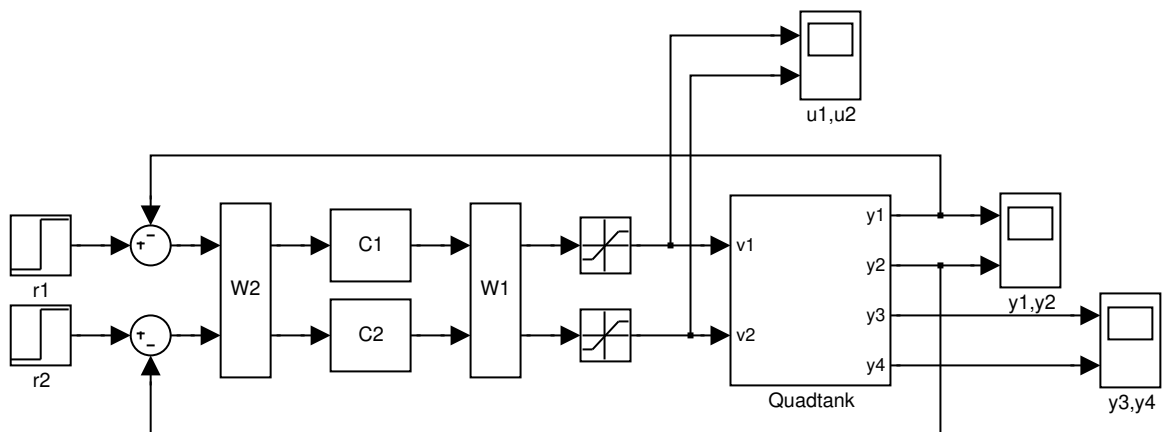 u1,u2
r1
+
-
W2
C1
W1
v1
y1
y2
y1,y2
r2
+
-
C2
v2
y3
y4
Quadtank
y3,y4